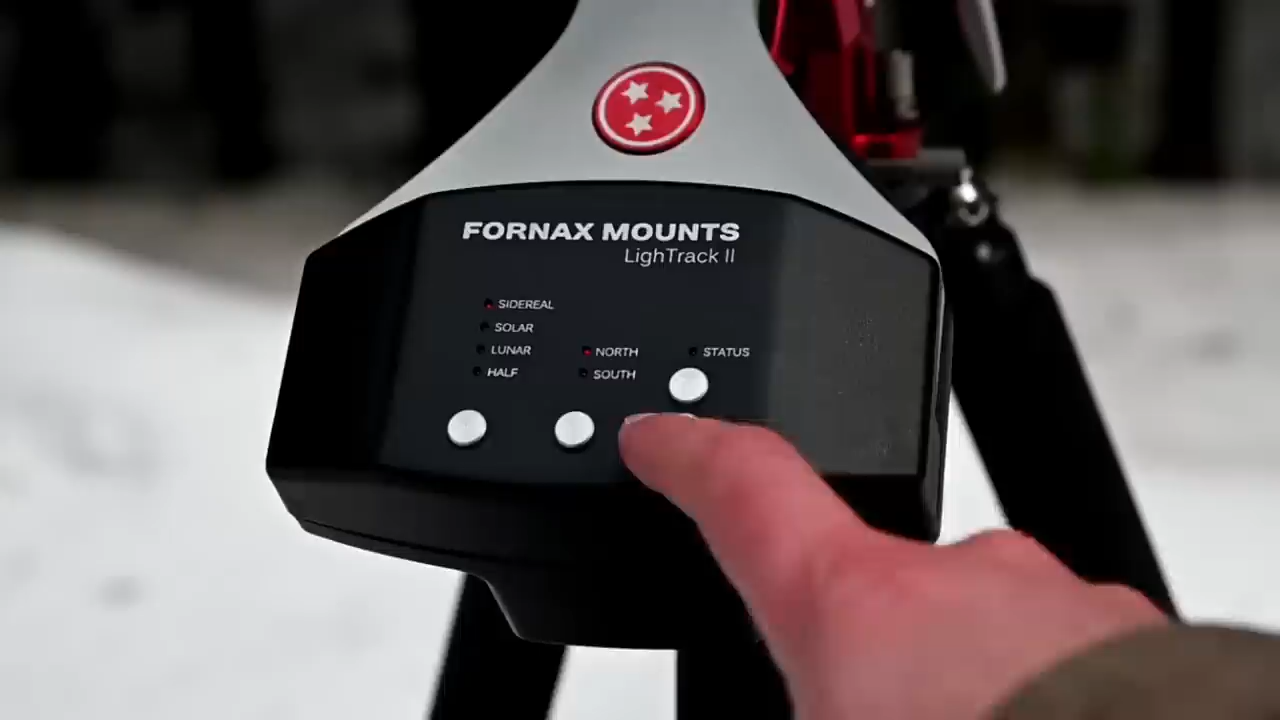 FORNAX MOUNTS
LighTrack II
SIDEREAL
SOLAR
LUNAR
HALF
NORTH
SOUTH
STATUS